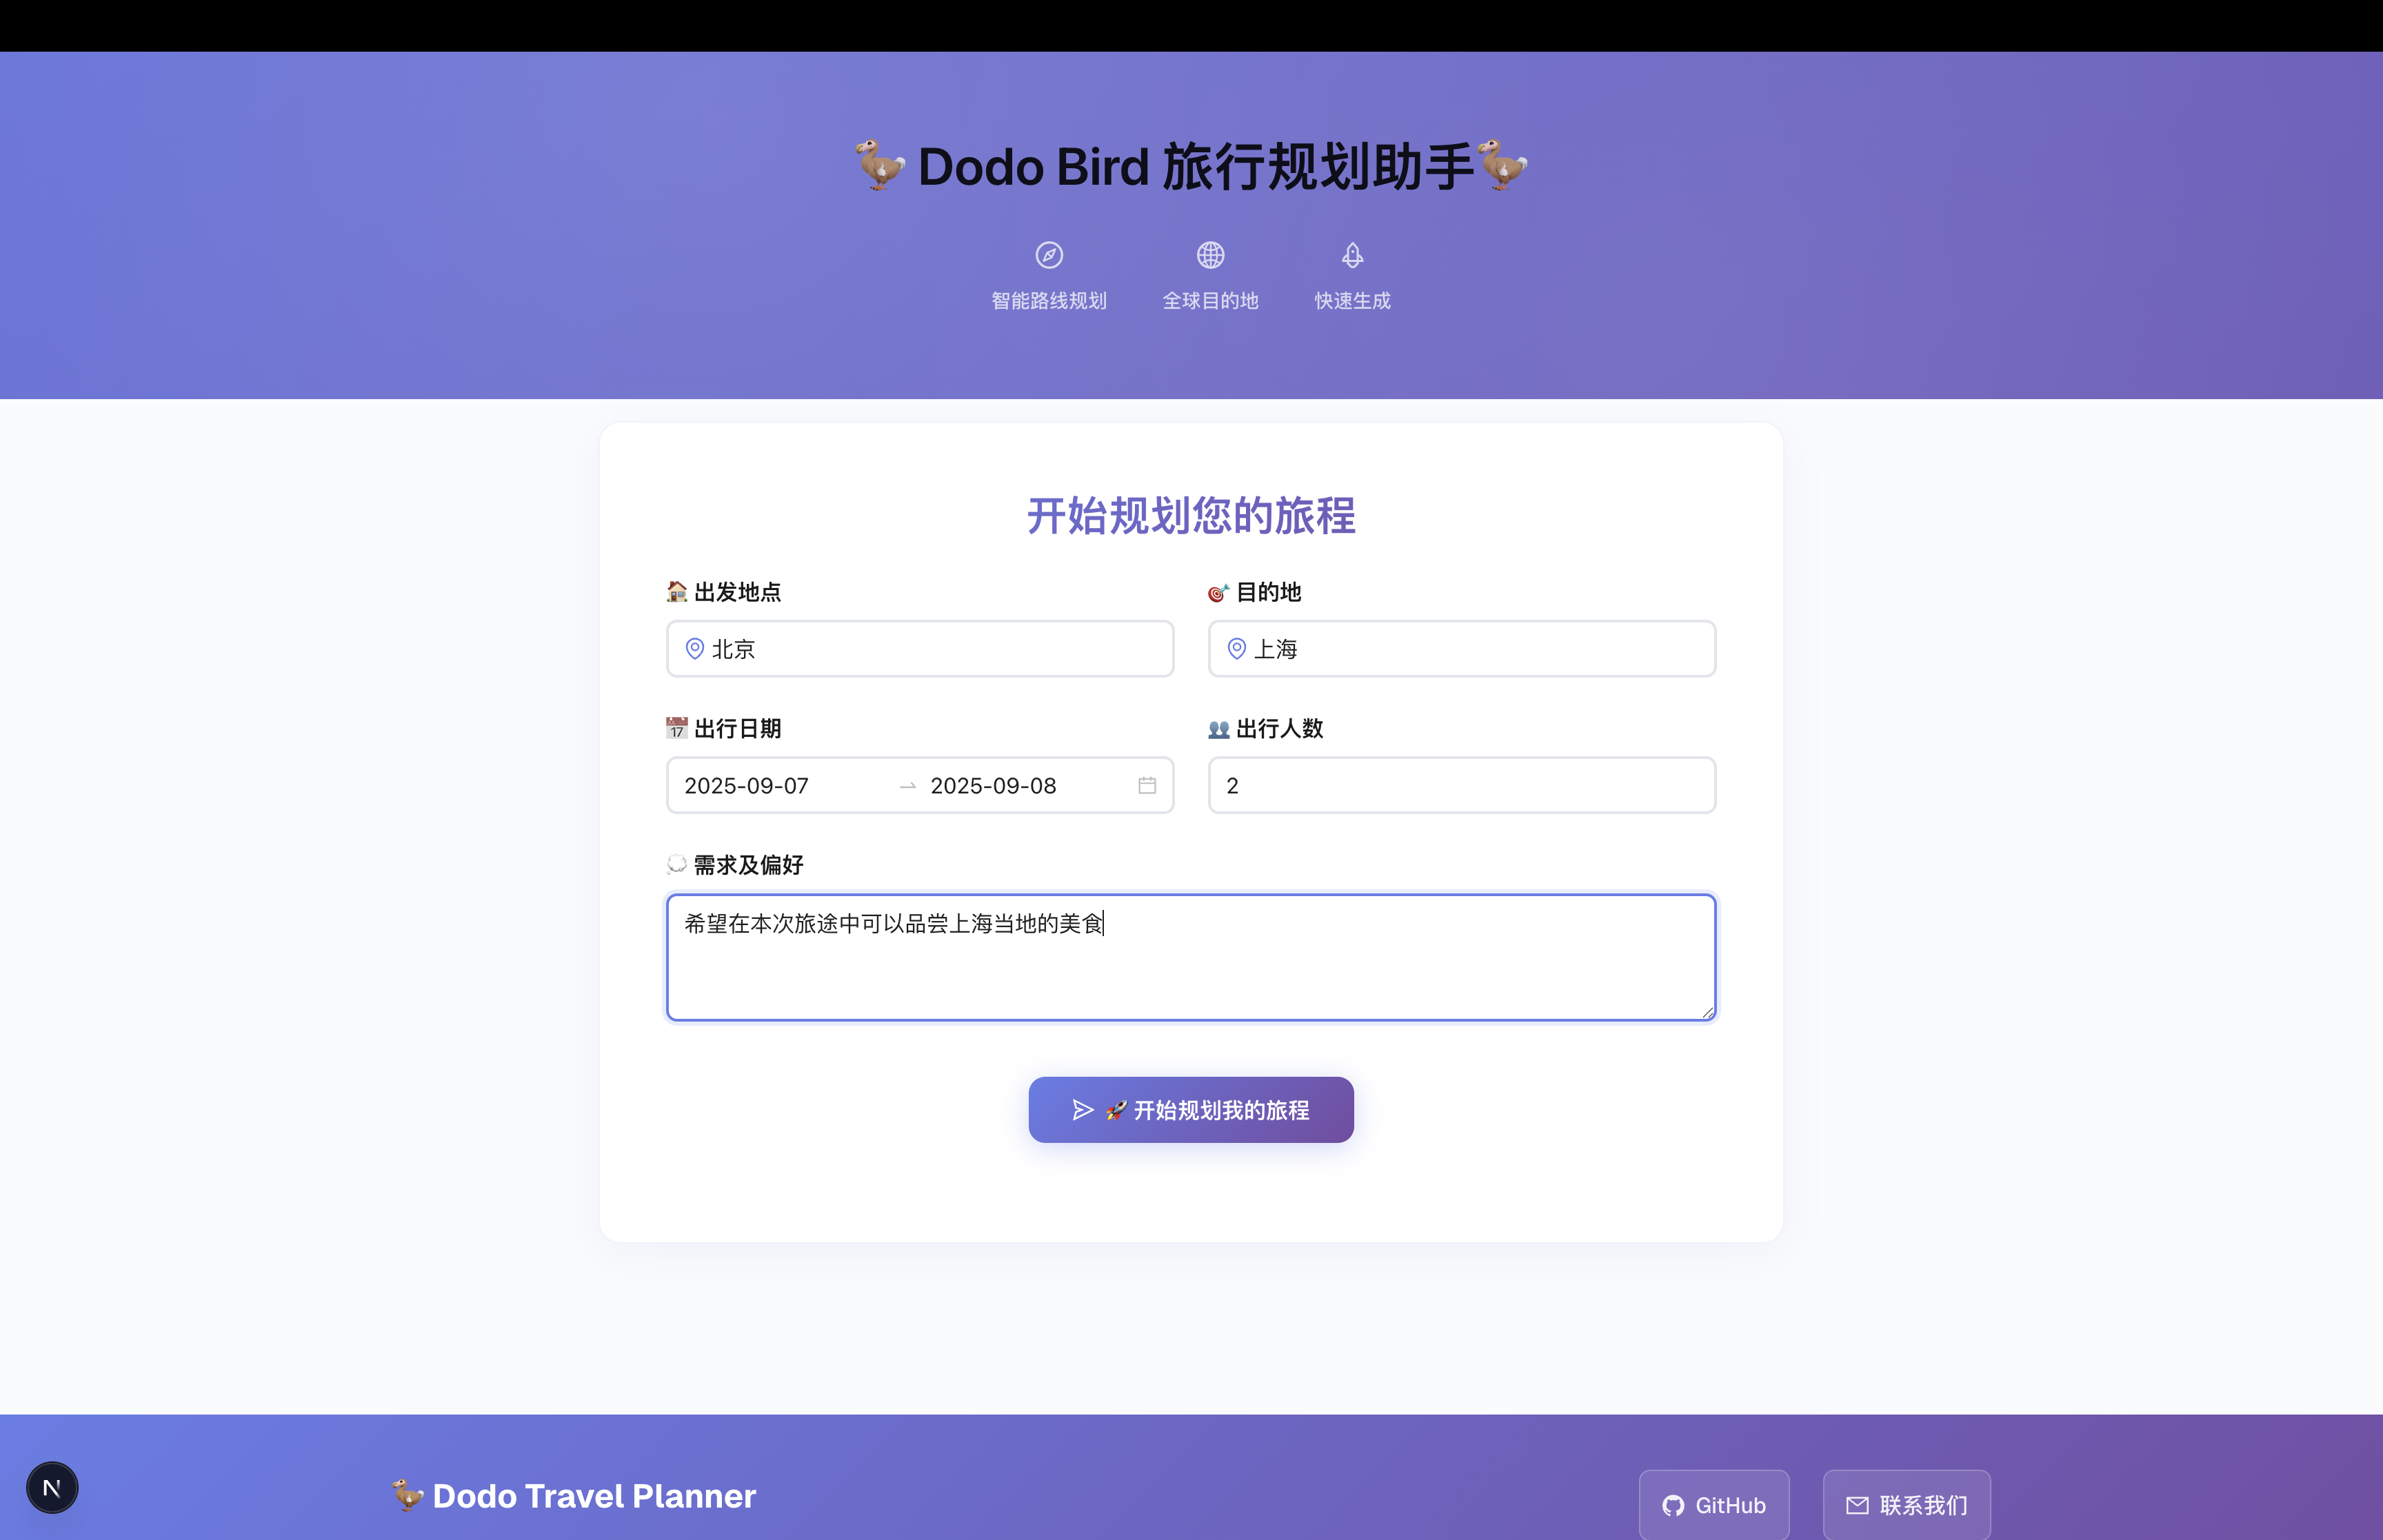 Dodo Bird 旅行规划助手
智能路线规划 全球目的地 快速生成
开始规划您的旅程
出发地点 目的地
北京 上海
17 出行日期 出行人数
2025-09-07 → 2025-09-08 2
需求及偏好
希望在本次旅途中可以品尝上海当地的美食
开始规划我的旅程
N Dodo Travel Planner GitHub 联系我们